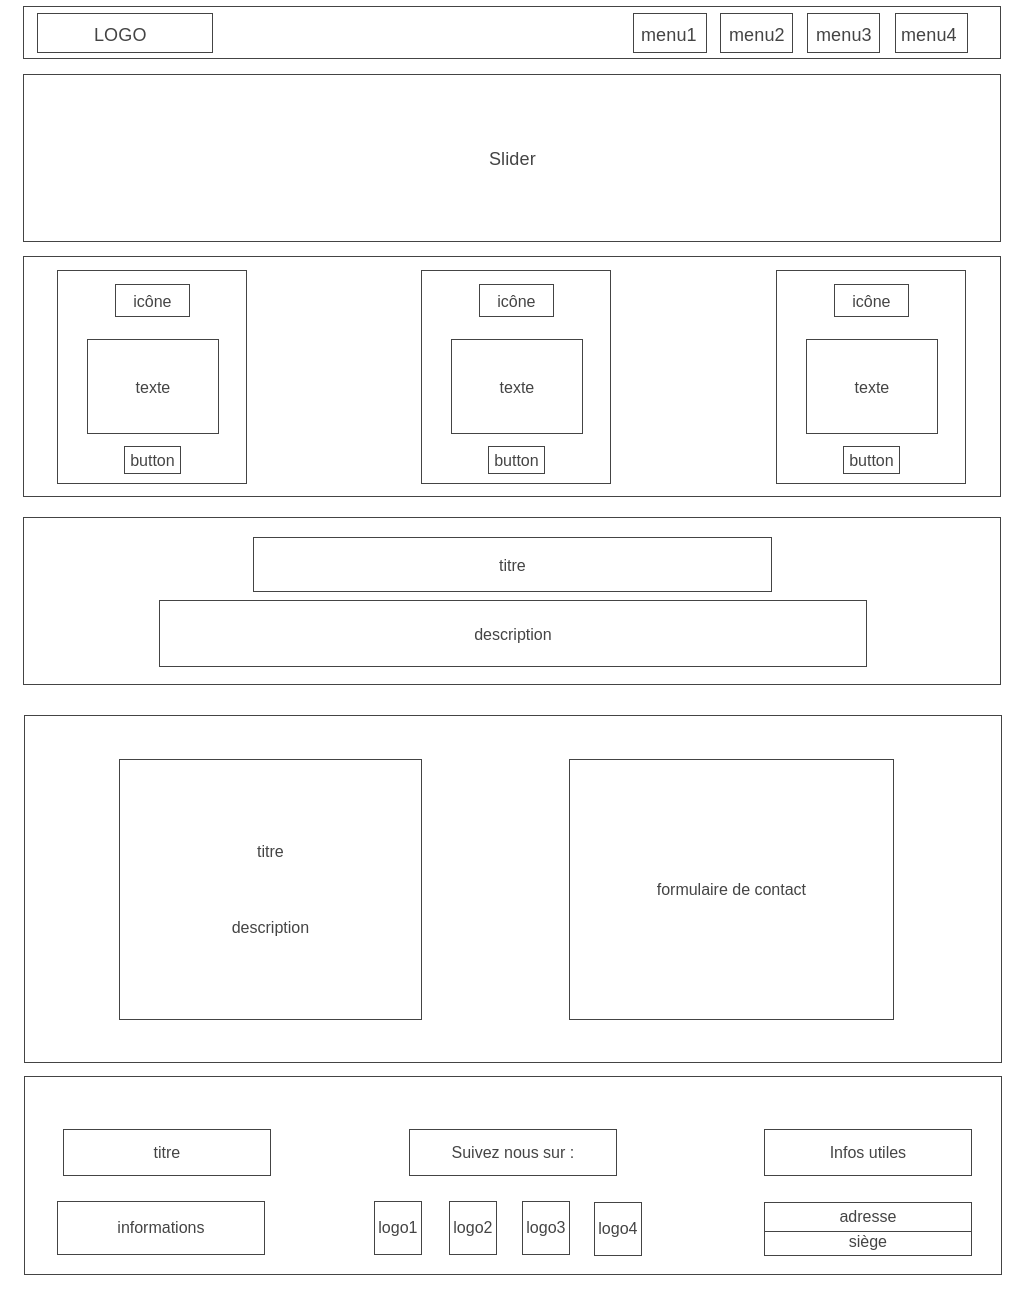 LOGO
menu1
menu2
menu3
menu4
Slider
icône
icône
icône
texte
texte
texte
button
button
button
titre
description
titre
description
formulaire de contact
titre
Suivez nous sur :
Infos utiles
informations
logo1
logo2
logo3
logo4
adresse
siège